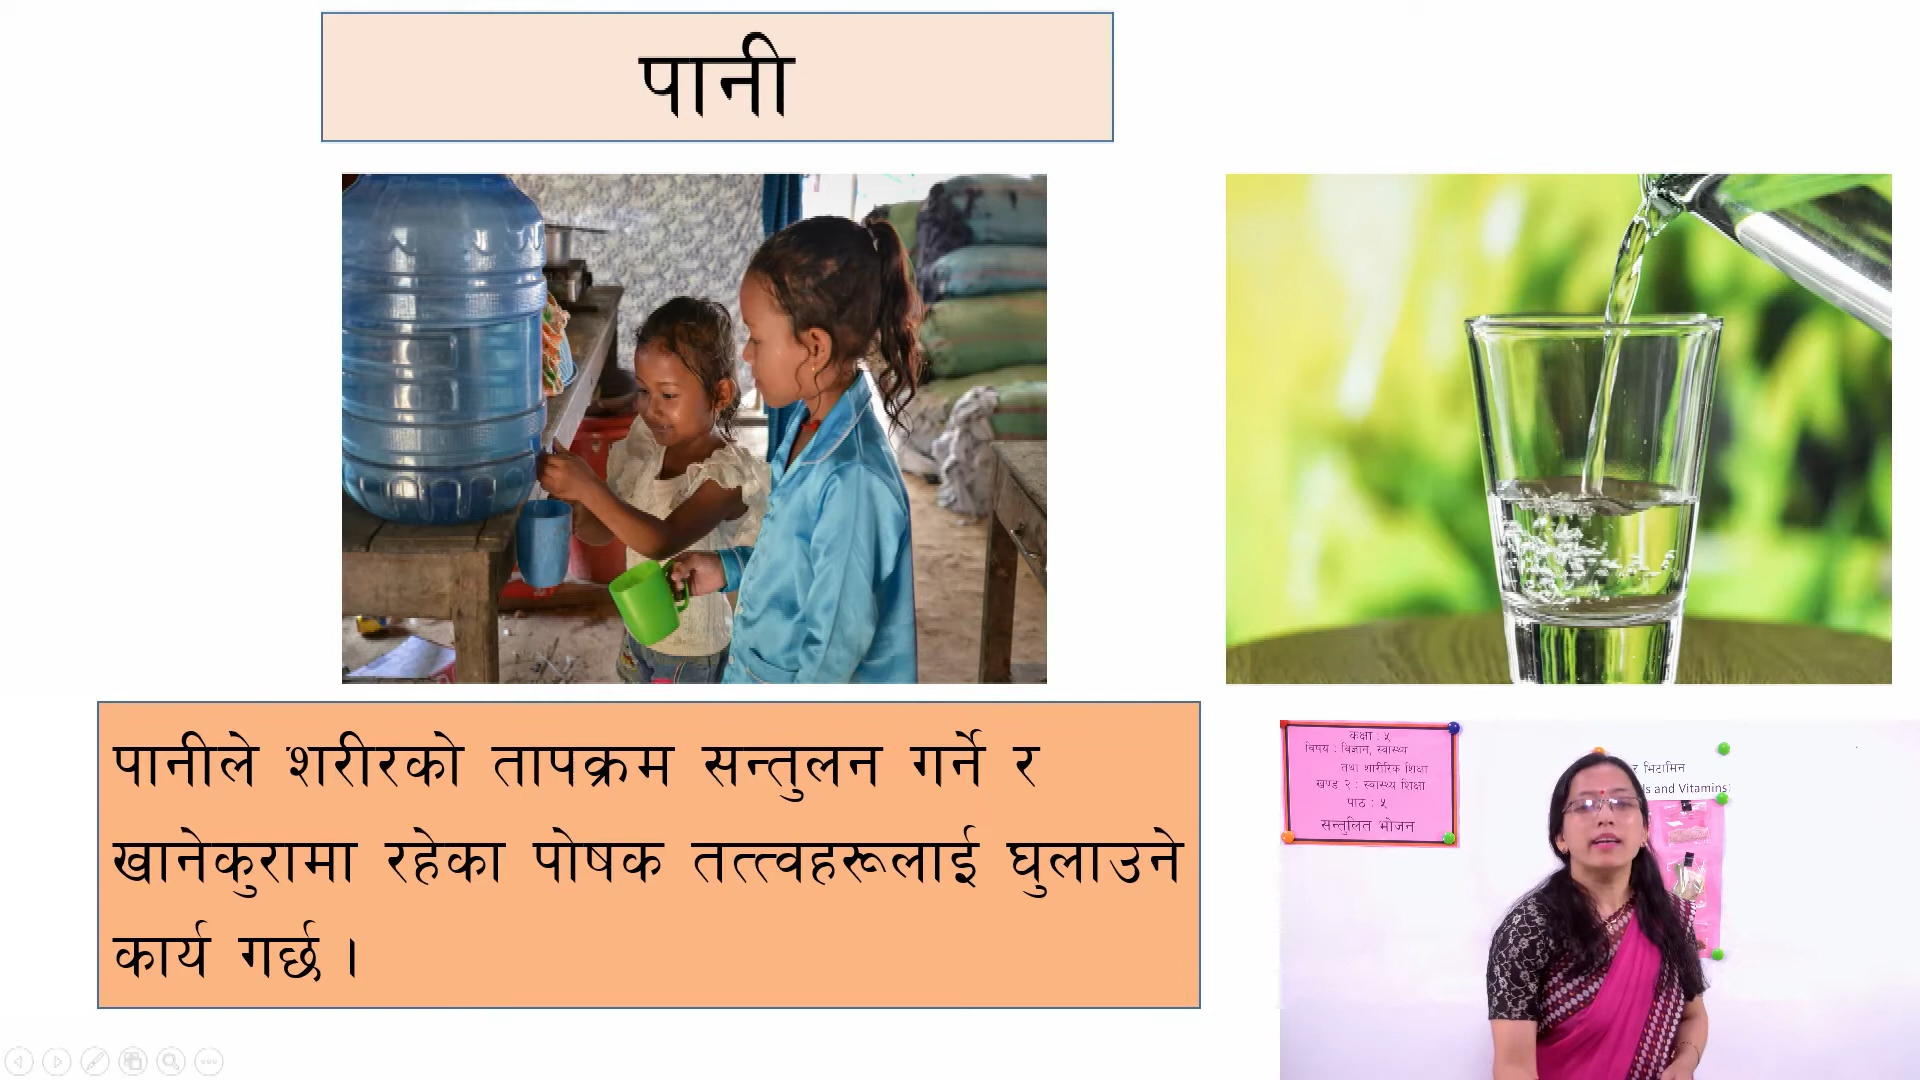 पानी
पानीले शरीरको तापक्रम सन्तुलन गर्ने र
खानेकुरामा रहेका पोषक तत्त्वहरूलाई घुलाउने
कार्य गर्छ ।
कक्षा : ५
विषय : विज्ञान, स्वास्थ्य
तथा शारीरिक शिक्षा
खण्ड २ : स्वास्थ्य शिक्षा
पाठ : ५
सन्तुलित भोजन
र भिटामिन
ls and Vitamins: